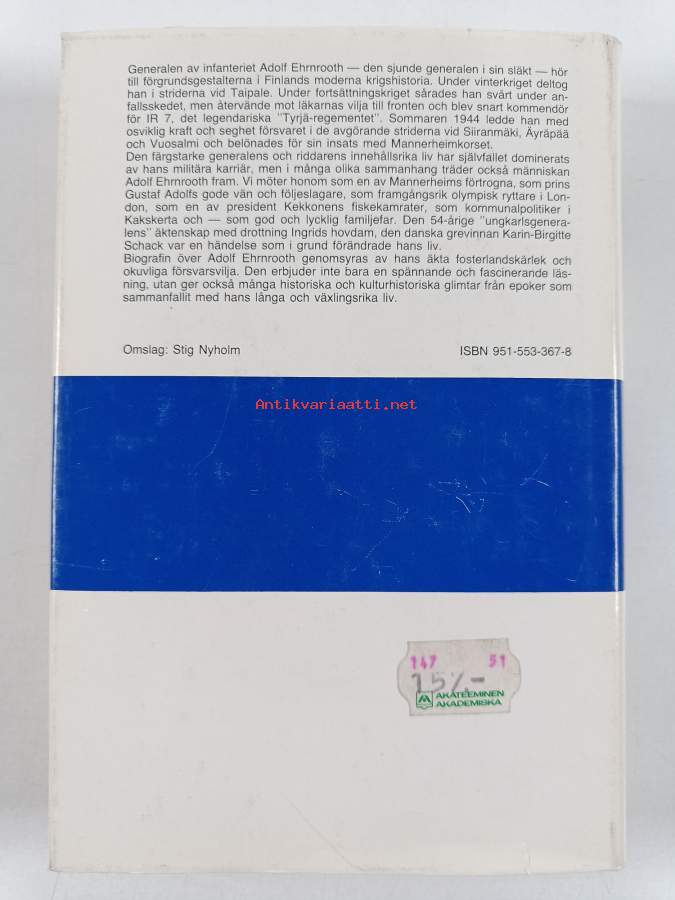 Generalen av infanteriet Adolf Ehrnrooth — den sjunde generalen i sin släkt — hör
till förgrundsgestalterna i Finlands moderna krigshistoria. Under vinterkriget deltog
han i striderna vid Taipale. Under fortsättningskriget sårades han svårt under an-
fallsskedet, men återvände mot läkarnas vilja till fronten och blev snart kommendör
för IR 7, det legendariska "Tyrjä-regementet". Sommaren 1944 ledde han med
osviklig kraft och seghet försvaret i de avgörande striderna vid Siiranmäki, Äyräpää
och Vuosalmi och belönades för sin insats med Mannerheimkorset.
Den färgstarke generalens och riddarens innehållsrika liv har självfallet dominerats
av hans militära karriär, men i många olika sammanhang träder också människan
Adolf Ehrnrooth fram. Vi möter honom som en av Mannerheims förtrogna, som prins
Gustaf Adolfs gode vän och följeslagare, som framgångsrik olympisk ryttare i Lon-
don, som en av president Kekkonens fiskekamrater, som kommunalpolitiker i
Kakskerta och — som god och lycklig familjefar. Den 54-årige "ungkarlsgenera-
lens" äktenskap med drottning Ingrids hovdam, den danska grevinnan Karin-Birgitte
Schack var en händelse som i grund förändrade hans liv.
Biografin över Adolf Ehrnrooth genomsyras av hans äkta fosterlandskärlek och
okuvliga försvarsvilja. Den erbjuder inte bara en spännande och fascinerande läs-
ning, utan ger också många historiska och kulturhistoriska glimtar från epoker som
sammanfallit med hans långa och växlingsrika liv.
Omslag: Stig Nyholm ISBN 951-553-367-8
Antikvariaatti.net
147 51
15%-
AKATEEMINEN
AKADEMISKA